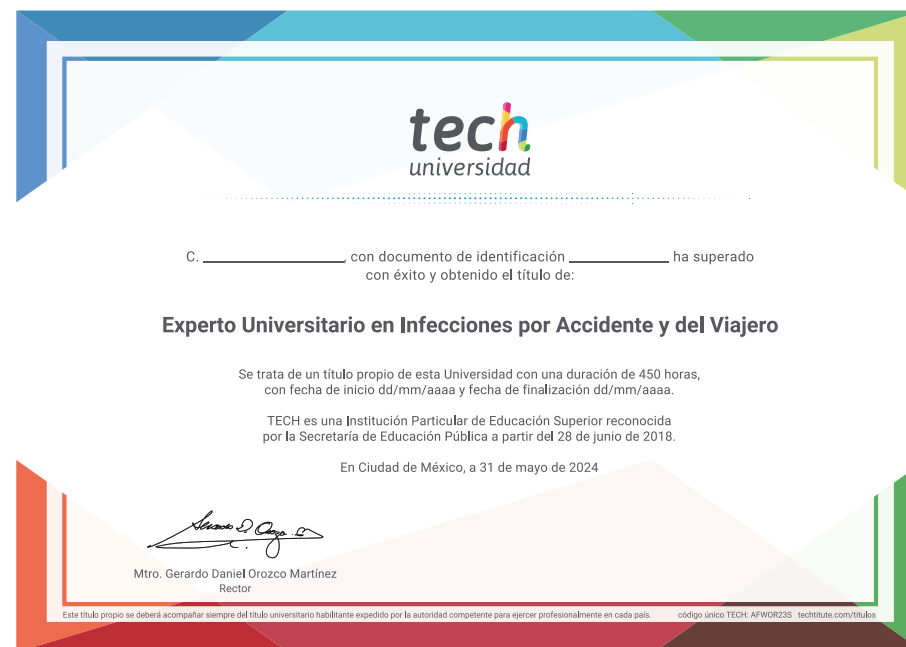 tech
universidad
C. ____________________, con documento de identificación ______________ ha superado
con éxito y obtenido el título de:
Experto Universitario en Infecciones por Accidente y del Viajero
Se trata de un título propio de esta Universidad con una duración de 450 horas,
con fecha de inicio dd/mm/aaaa y fecha de finalización dd/mm/aaaa.
TECH es una Institución Particular de Educación Superior reconocida
por la Secretaría de Educación Pública a partir del 28 de junio de 2018.
En Ciudad de México, a 31 de mayo de 2024
Mtro. Gerardo Daniel Orozco Martínez
Rector
Este título propio se deberá acompañar siempre del título universitario habilitante expedido por la autoridad competente para ejercer profesionalmente en cada país. código único TECH: AFWOR23S techtitute.com/titulos